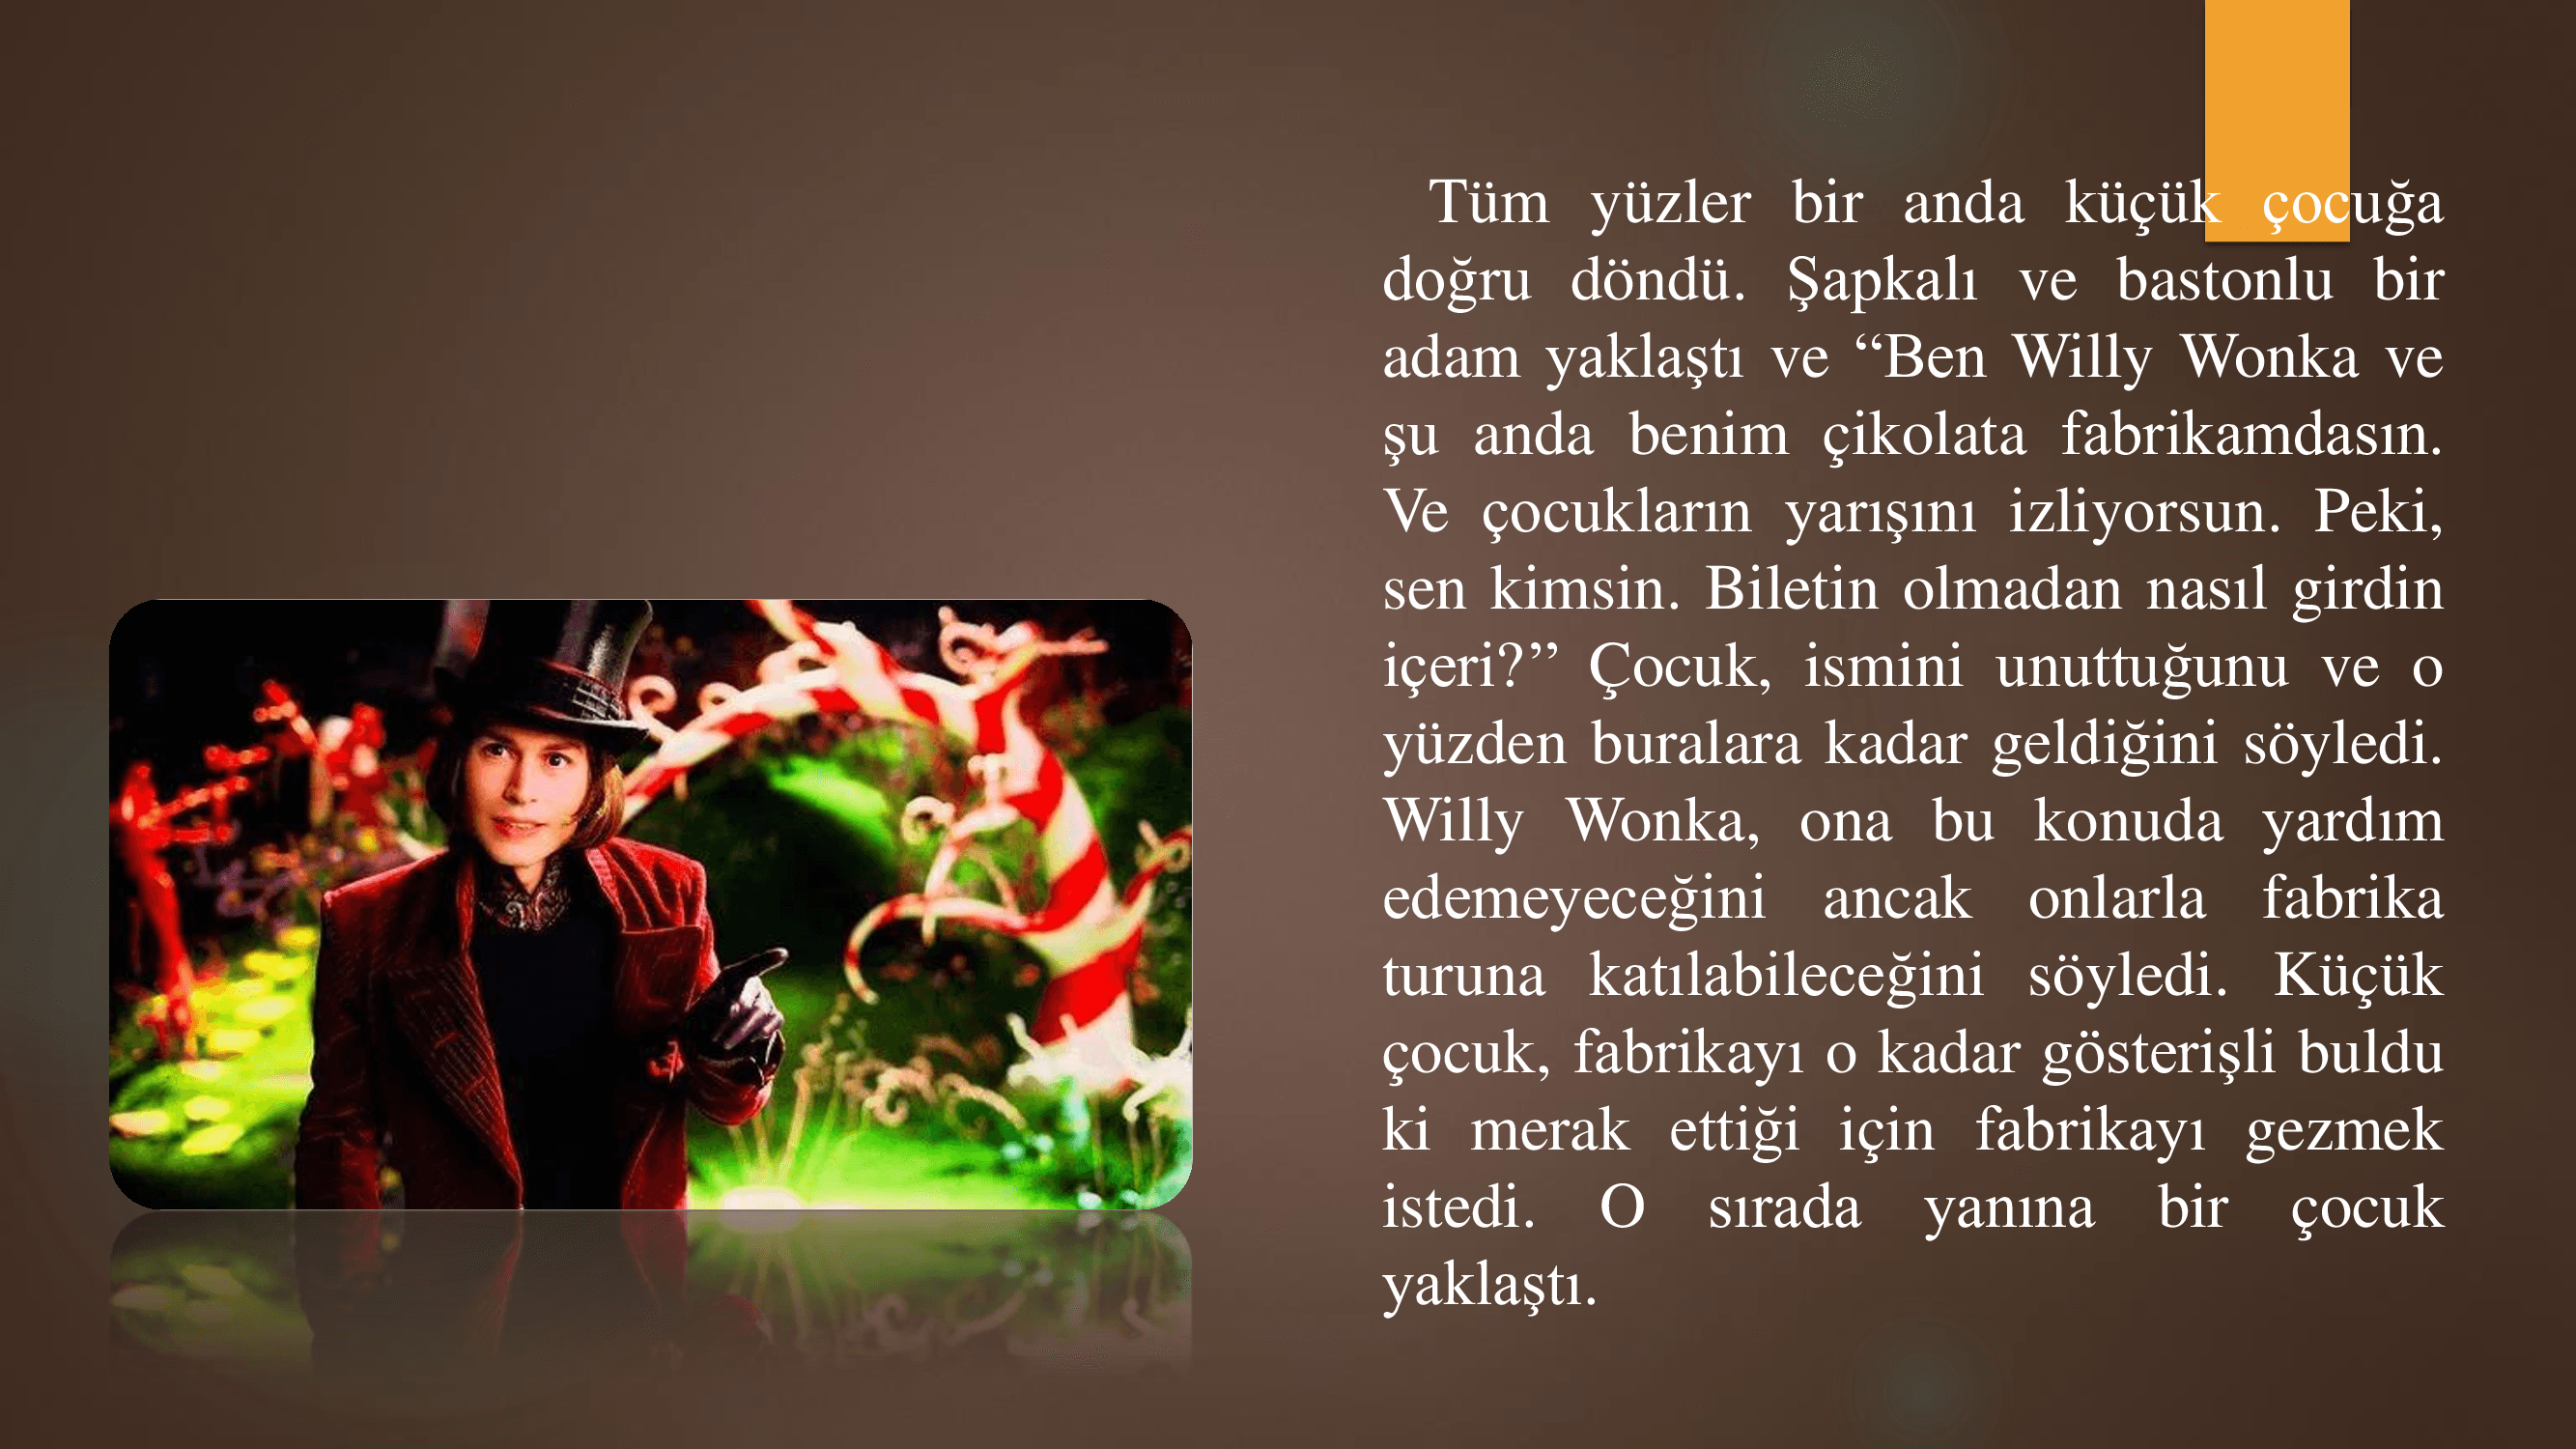 Tüm yüzler bir anda küçük çocuğa
doğru döndü. Şapkalı ve bastonlu bir
adam yaklaştı ve “Ben Willy Wonka ve
şu anda benim çikolata fabrikamdasın.
Ve çocukların yarışını izliyorsun. Peki,
sen kimsin. Biletin olmadan nasıl girdin
içeri?” Çocuk, ismini unuttuğunu ve o
yüzden buralara kadar geldiğini söyledi.
Willy Wonka, ona bu konuda yardım
edemeyeceğini ancak onlarla fabrika
turuna katılabileceğini söyledi. Küçük
çocuk, fabrikayı o kadar gösterişli buldu
ki merak ettiği için fabrikayı gezmek
istedi. O sırada yanına bir çocuk
yaklaştı.